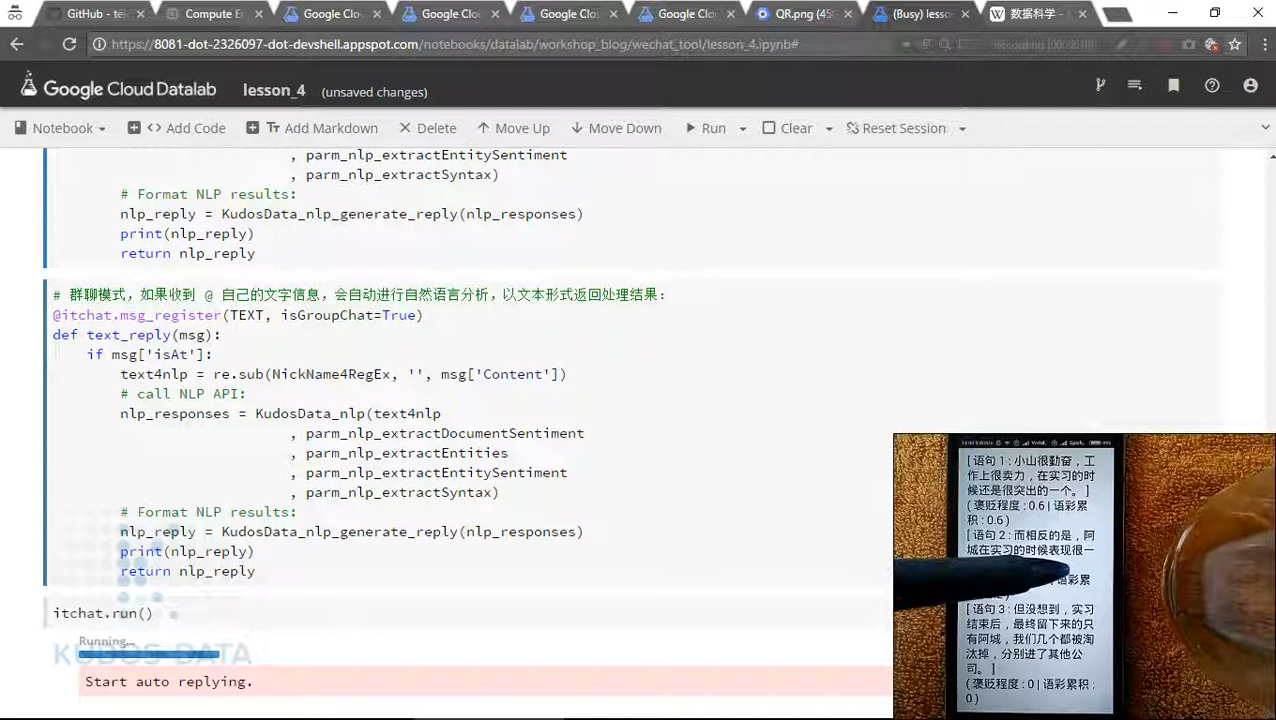 GitHub - tei
Compute E
Google Clo
Google Clo
Google Clo
Google Clo
QR.png (45
(Busy) lesso
数据科学 -
https://8081-dot-2326097-dot-devshell.appspot.com/notebooks/datalab/workshop_blog/wechat_tool/lesson_4.ipynb#
Google Cloud Datalab lesson_4 (unsaved changes)
Notebook <> Add Code Add Markdown Delete Move Up Move Down Run Clear Reset Session
, parm_nlp_extractEntitySentiment
, parm_nlp_extractSyntax)
# Format NLP results:
nlp_reply = KudosData_nlp_generate_reply(nlp_responses)
print(nlp_reply)
return nlp_reply
# 群聊模式，如果收到 @ 自己的文字信息，会自动进行自然语言分析，以文本形式返回处理结果：
@itchat.msg_register(TEXT, isGroupChat=True)
def text_reply(msg):
if msg['isAt']:
text4nlp = re.sub(NickName4RegEx, '', msg['Content'])
# call NLP API:
nlp_responses = KudosData_nlp(text4nlp
, parm_nlp_extractDocumentSentiment
, parm_nlp_extractEntities
, parm_nlp_extractEntitySentiment
, parm_nlp_extractSyntax)
# Format NLP results:
nlp_reply = KudosData_nlp_generate_reply(nlp_responses)
print(nlp_reply)
return nlp_reply
itchat.run()
Running...
KUDOS DATA
Start auto replying.
[ 语句 1 : 小山很勤奋，工
作上很卖力，在实习的时
候还是很突出的一个。 ]
( 褒贬程度 : 0.6 | 语彩累
积 : 0.6 )
[ 语句 2 : 而相反的是，阿
城在实习的时候表现很一
| 语彩累
[ 语句 3 : 但没想到，实习
结束后，最终留下来的只
有阿城，我们几个都被淘
汰掉，分别进了其他公
司。 ]
( 褒贬程度 : 0 | 语彩累积 :
0 )